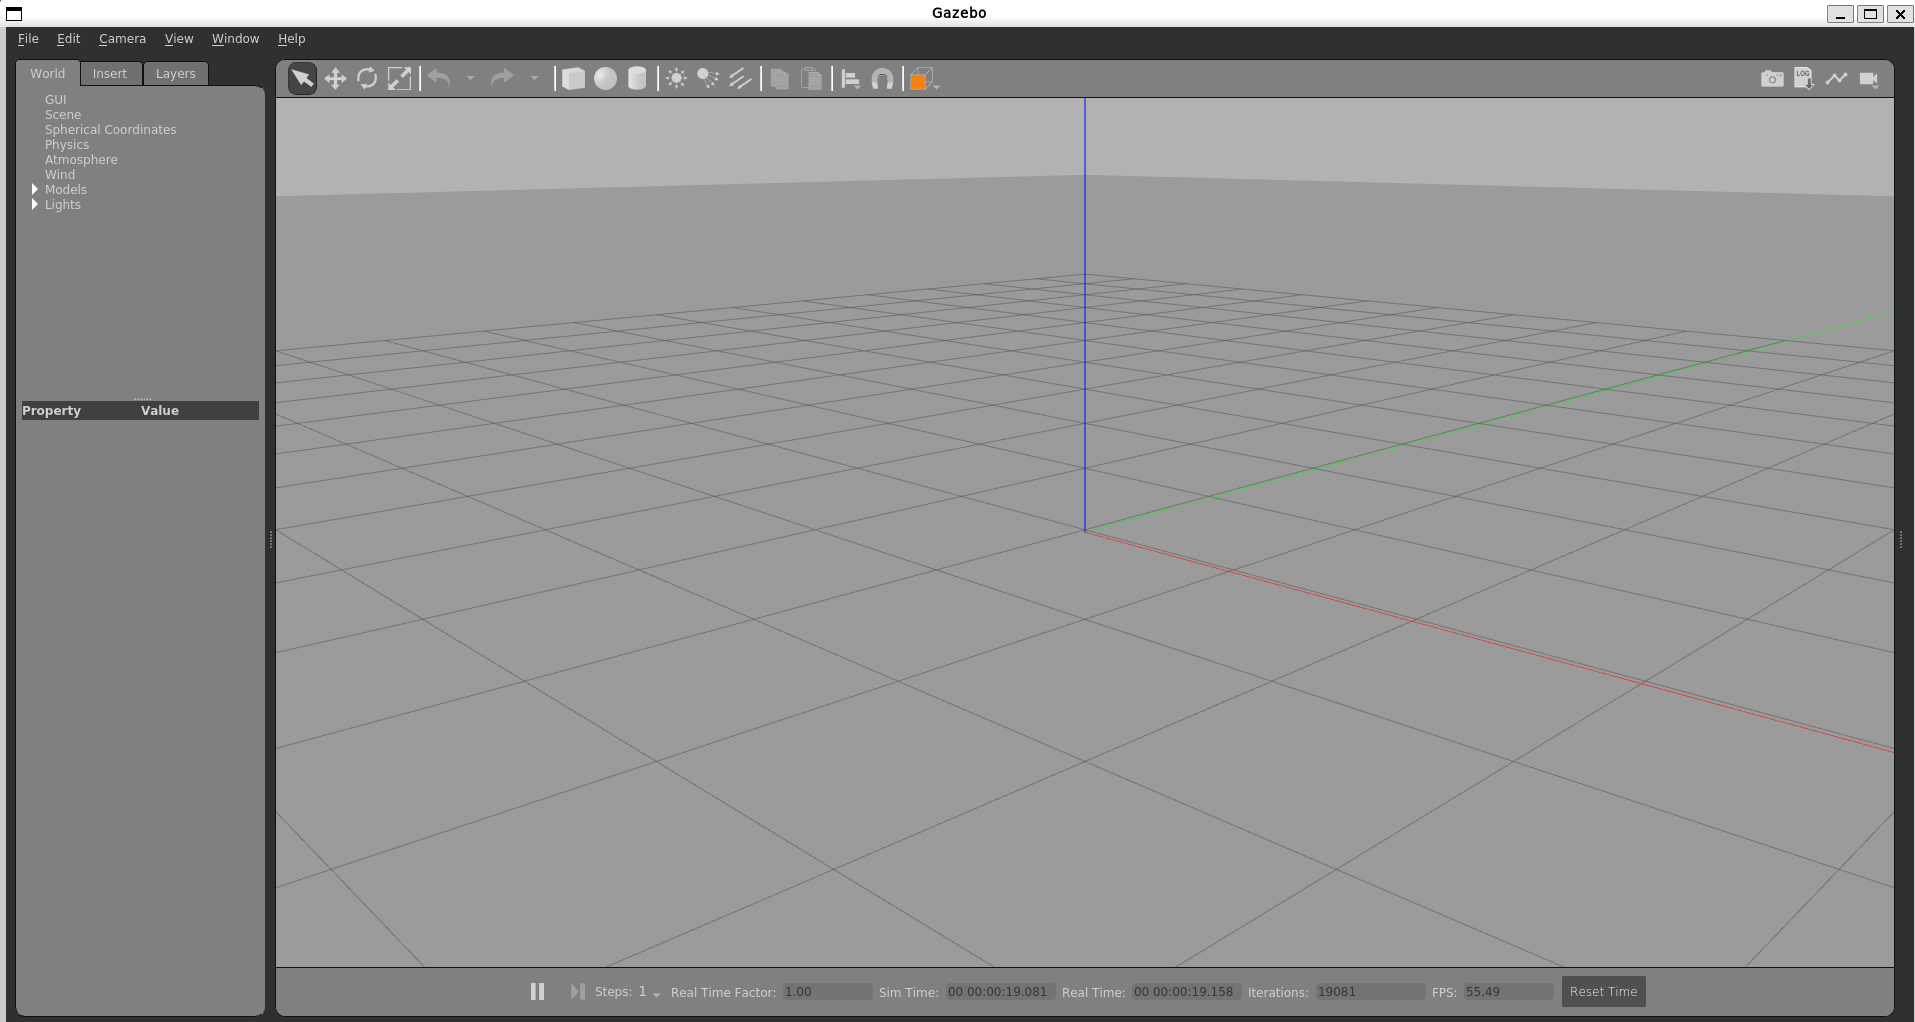 Gazebo
File Edit Camera View Window Help
World Insert Layers
LOG
GUI
Scene
Spherical Coordinates
Physics
Atmosphere
Wind
Models
Lights
Property Value
Steps: 1 Real Time Factor: 1.00 Sim Time: 00 00:00:19.081 Real Time: 00 00:00:19.158 Iterations: 19081 FPS: 55.49 Reset Time